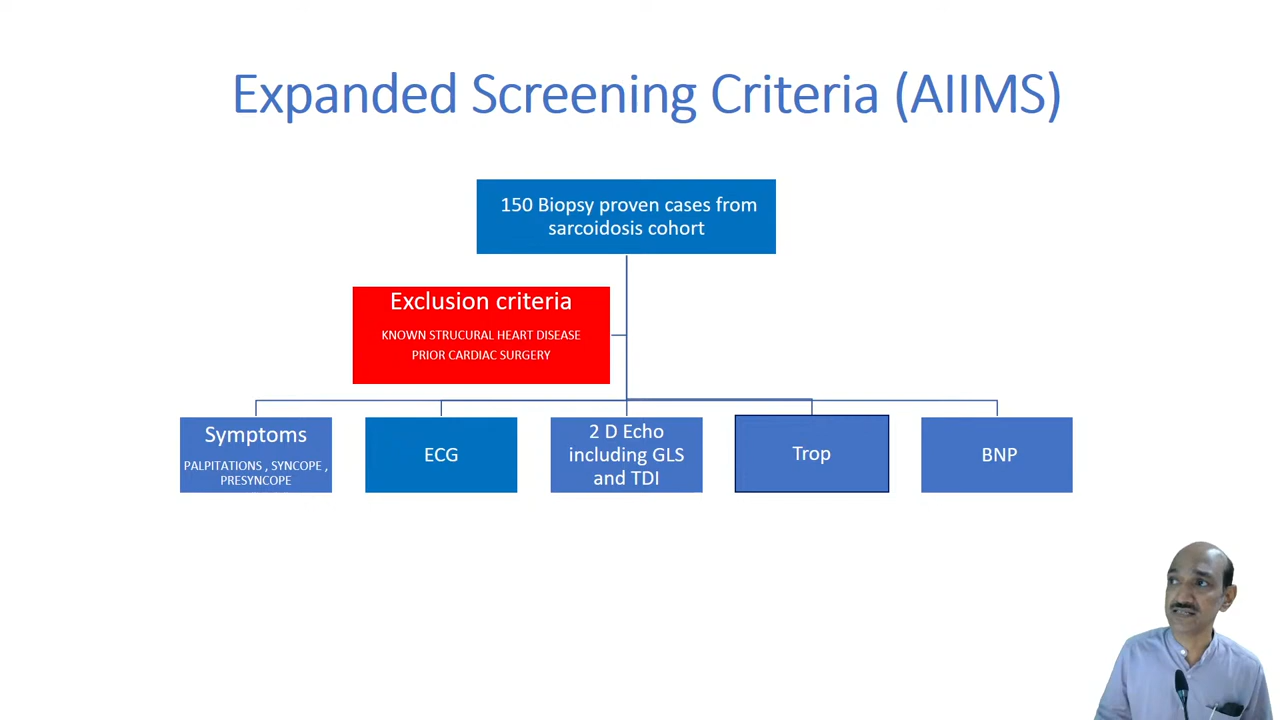 Expanded Screening Criteria (AIIMS)
150 Biopsy proven cases from
sarcoidosis cohort
Exclusion criteria
KNOWN STRUCURAL HEART DISEASE
PRIOR CARDIAC SURGERY
Symptoms
PALPITATIONS , SYNCOPE ,
PRESYNCOPE
ECG
2 D Echo
including GLS
and TDI
Trop
BNP